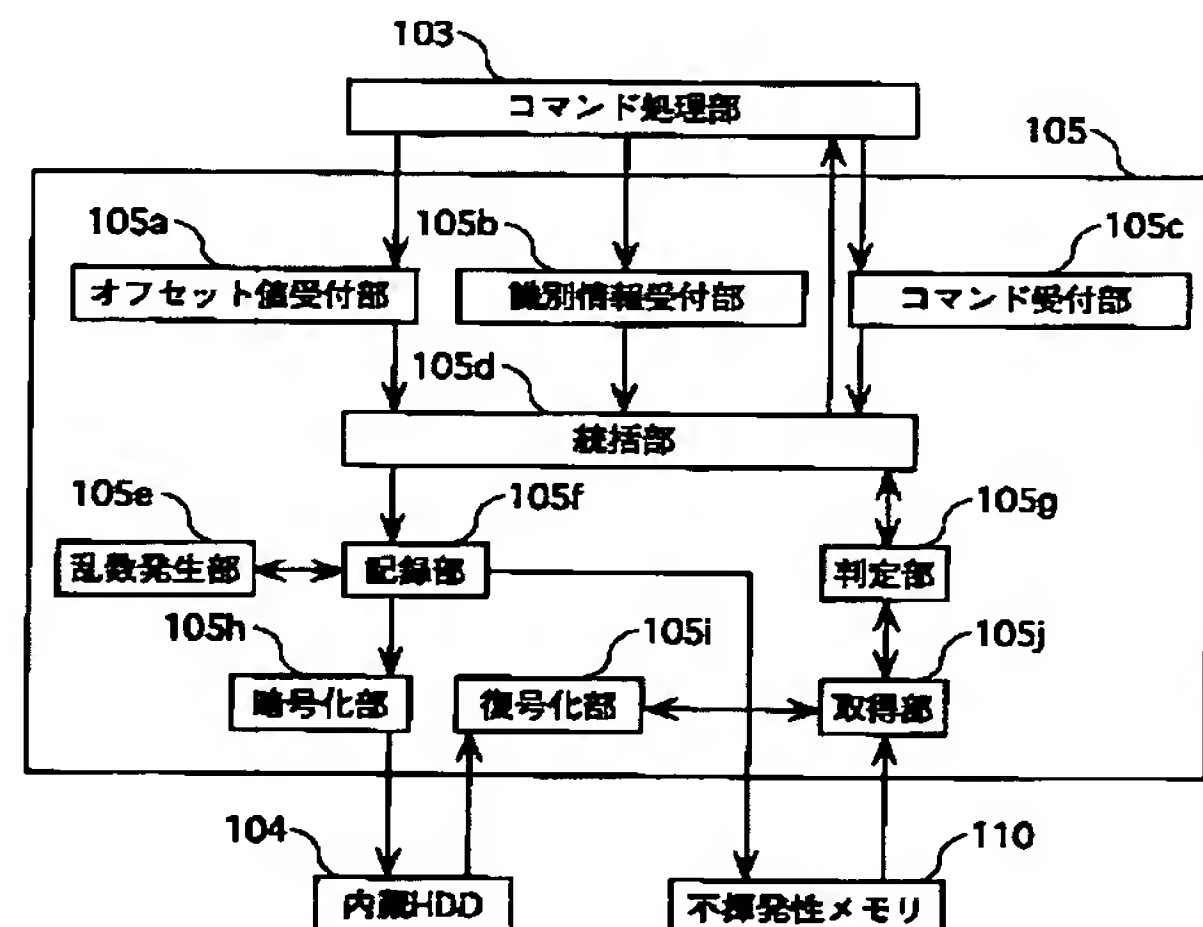 103
コマンド処理部
105
105a
105b
105c
オフセット値受付部
識別情報受付部
コマンド受付部
105d
統括部
105e
105f
105g
乱数発生部
記録部
判定部
105h
105i
105j
暗号化部
復号化部
取得部
104
110
内蔵HDD
不揮発性メモリ